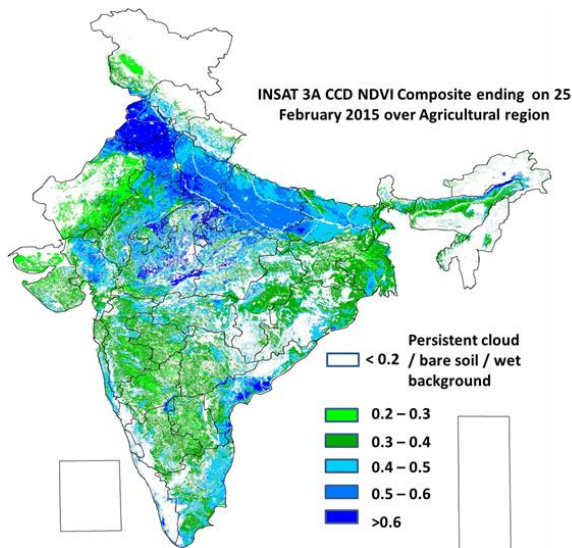 INSAT 3A CCD NDVI Composite ending on 25
February 2015 over Agricultural region
Persistent cloud
< 0.2 / bare soil / wet
background
0.2 – 0.3
0.3 – 0.4
0.4 – 0.5
0.5 – 0.6
>0.6